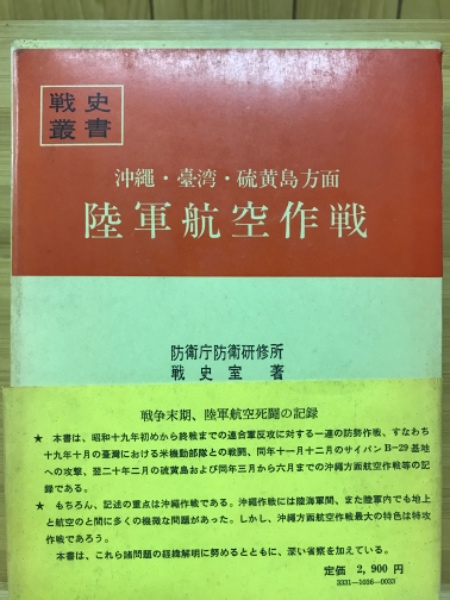 戦史
叢書
沖縄・臺湾・硫黄島方面
陸軍航空作戦
防衛庁防衛研修所
戦史室 著
戦争末期、陸軍航空死闘の記録
★ 本書は、昭和十九年初めから終戦までの連合軍反攻に対する一連の防勢作戦、すなわち
十九年十月の臺灣における米機動部隊との戦闘、同年十一月十二月のサイパンB-29基地
への攻撃、翌二十年二月の硫黄島および同年三月から六月までの沖縄方面航空作戦等の記
録である。
★ もちろん、記述の重点は沖縄作戦である。沖縄作戦には陸海軍間、また陸軍内でも地上
と航空のと間に多くの機微な問題があった。しかし、沖縄方面航空作戦最大の特色は特攻
作戦であろう。
本書は、これら諸問題の経緯解明に努めるとともに、深い省察を加えている。
定価 2,900 円
3331-1036-0033